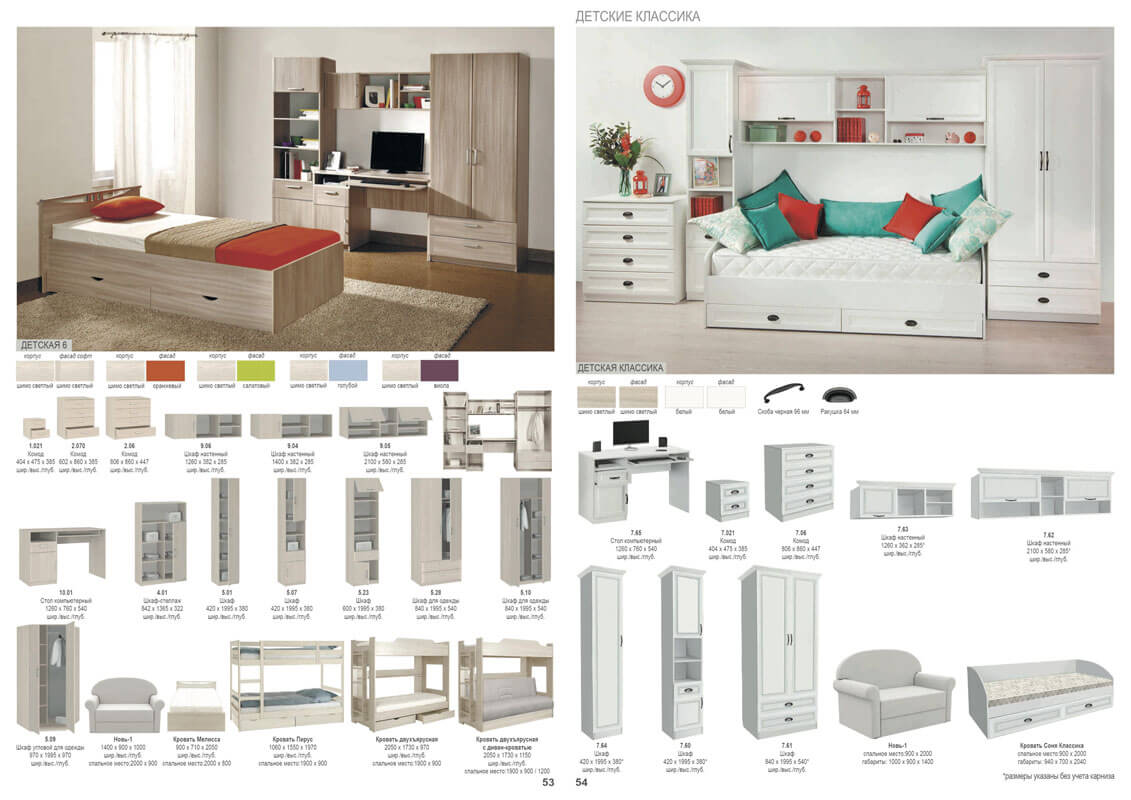 ДЕТСКИЕ КЛАССИКА
ДЕТСКАЯ 6
корпус фасад софт корпус фасад корпус фасад корпус фасад корпус фасад
шимо светлый шимо светлый шимо светлый оранжевый шимо светлый салатовый шимо светлый голубой шимо светлый виола
1.021
Комод
404 x 475 x 385
шир./выс./глуб.
2.070
Комод
602 x 860 x 385
шир./выс./глуб.
2.06
Комод
806 x 860 x 447
шир./выс./глуб.
9.06
Шкаф настенный
1260 x 382 x 285
шир./выс./глуб.
9.04
Шкаф настенный
1400 x 382 x 285
шир./выс./глуб.
9.05
Шкаф настенный
2100 x 580 x 285
шир./выс./глуб.
10.01
Стол компьютерный
1260 x 760 x 540
шир./выс./глуб.
4.01
Шкаф-стеллаж
842 x 1365 x 322
шир./выс./глуб.
5.01
Шкаф
420 x 1995 x 380
шир./выс./глуб.
5.07
Шкаф
420 x 1995 x 380
шир./выс./глуб.
5.23
Шкаф
600 x 1995 x 380
шир./выс./глуб.
5.28
Шкаф для одежды
840 x 1995 x 540
шир./выс./глуб.
5.10
Шкаф для одежды
840 x 1995 x 540
шир./выс./глуб.
5.09
Шкаф угловой для одежды
970 x 1995 x 970
шир./выс./глуб.
Новь-1
1400 x 900 x 1000
шир./выс./глуб.
спальное место:2000 x 900
Кровать Мелисса
900 x 710 x 2050
шир./выс./глуб.
спальное место:2000 x 800
Кровать Перус
1060 x 1550 x 1970
шир./выс./глуб.
спальное место:1900 x 900
Кровать двухъярусная
2050 x 1730 x 970
шир./выс./глуб.
спальное место:1900 x 900
Кровать двухъярусная
с диван-кроватью
2050 x 1730 x 1150
шир./выс./глуб.
спальное место:1900 x 900 / 1200
53
ДЕТСКАЯ КЛАССИКА
корпус фасад корпус фасад
шимо светлый шимо светлый белый белый
Скоба черная 96 мм
Ракушка 64 мм
7.65
Стол компьютерный
1260 x 760 x 540
шир./выс./глуб.
7.021
Комод
404 x 475 x 385
шир./выс./глуб.
7.06
Комод
806 x 860 x 447
шир./выс./глуб.
7.63
Шкаф настенный
1260 x 362 x 285*
шир./выс./глуб.
7.62
Шкаф настенный
2100 x 580 x 285*
шир./выс./глуб.
7.64
Шкаф
420 x 1995 x 380*
шир./выс./глуб.
7.60
Шкаф
420 x 1995 x 380*
шир./выс./глуб.
7.61
Шкаф
840 x 1995 x 540*
шир./выс./глуб.
Новь-1
спальное место:900 x 2000
габариты: 1000 x 900 x 1400
Кровать Соня Классика
спальное место:900 x 2000
габариты: 940 x 700 x 2040
*размеры указаны без учета карниза
54